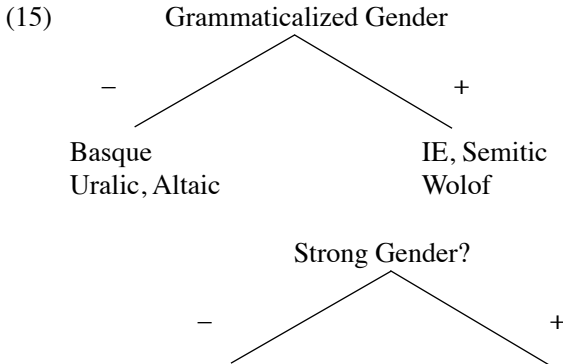 (15) Grammaticalized Gender
– +
Basque IE, Semitic
Uralic, Altaic Wolof
Strong Gender?
– +